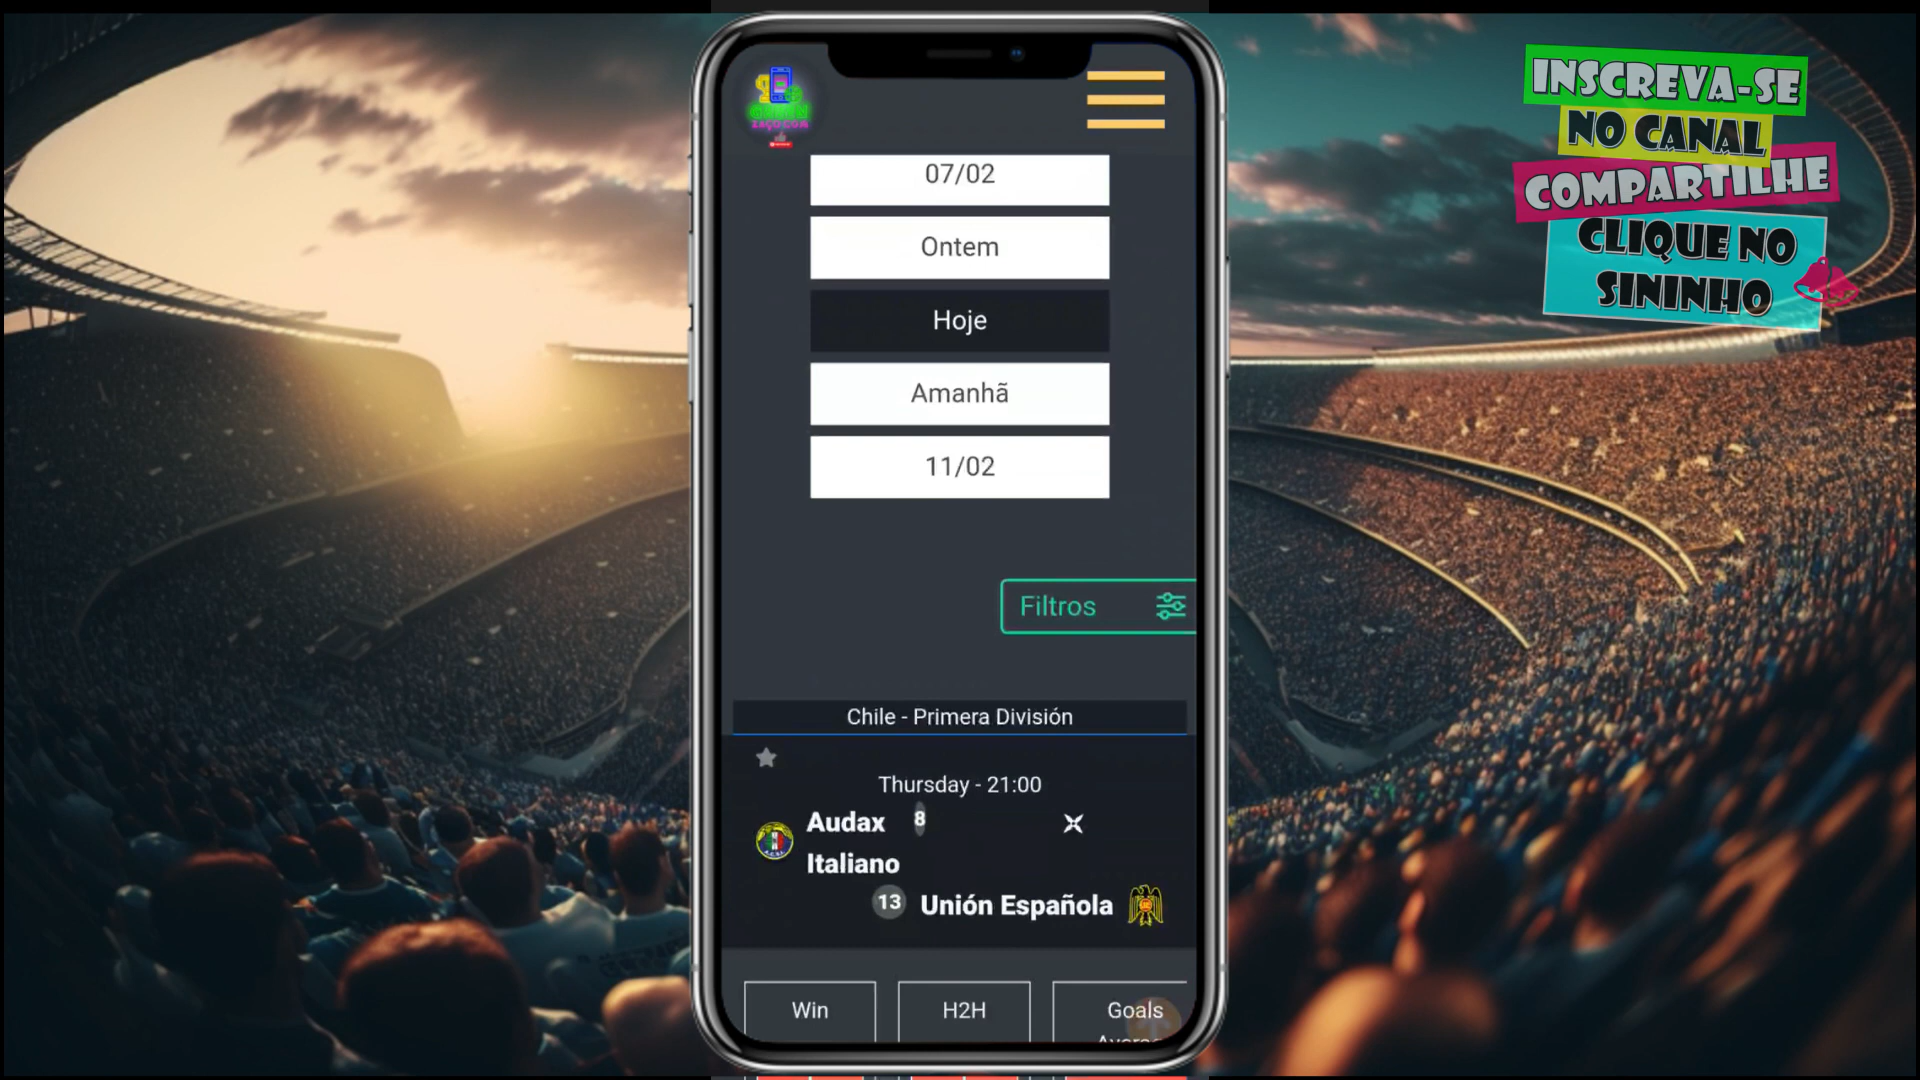 INSCREVA-SE
NO CANAL
COMPARTILHE
CLIQUE NO
SININHO
07/02
Ontem
Hoje
Amanhã
11/02
Filtros
Chile - Primera División
Thursday - 21:00
Audax 8
Italiano
13 Unión Española
Win H2H Goals